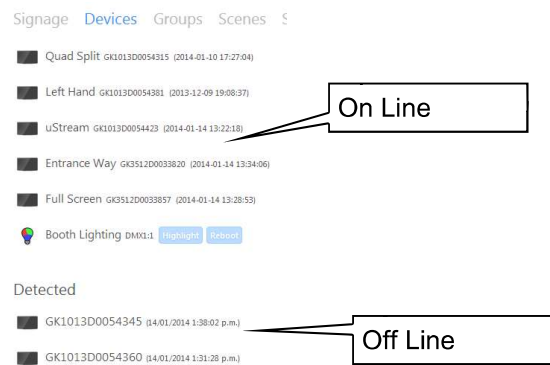 Signage Devices Groups Scenes
Quad Split GK1013D0054315 (2014-01-10 17:27:04)
Left Hand GK1013D0054381 (2013-12-09 19:08:37)
On Line
uStream GK1013D0054423 (2014-01-14 13:22:18)
Entrance Way GK3512D0033820 (2014-01-14 13:34:06)
Full Screen GK3512D0033857 (2014-01-14 13:28:53)
Booth Lighting DMX1:1 Highlight Reboot
Detected
GK1013D0054345 (14/01/2014 1:38:02 p.m.)
Off Line
GK1013D0054360 (14/01/2014 1:31:28 p.m.)